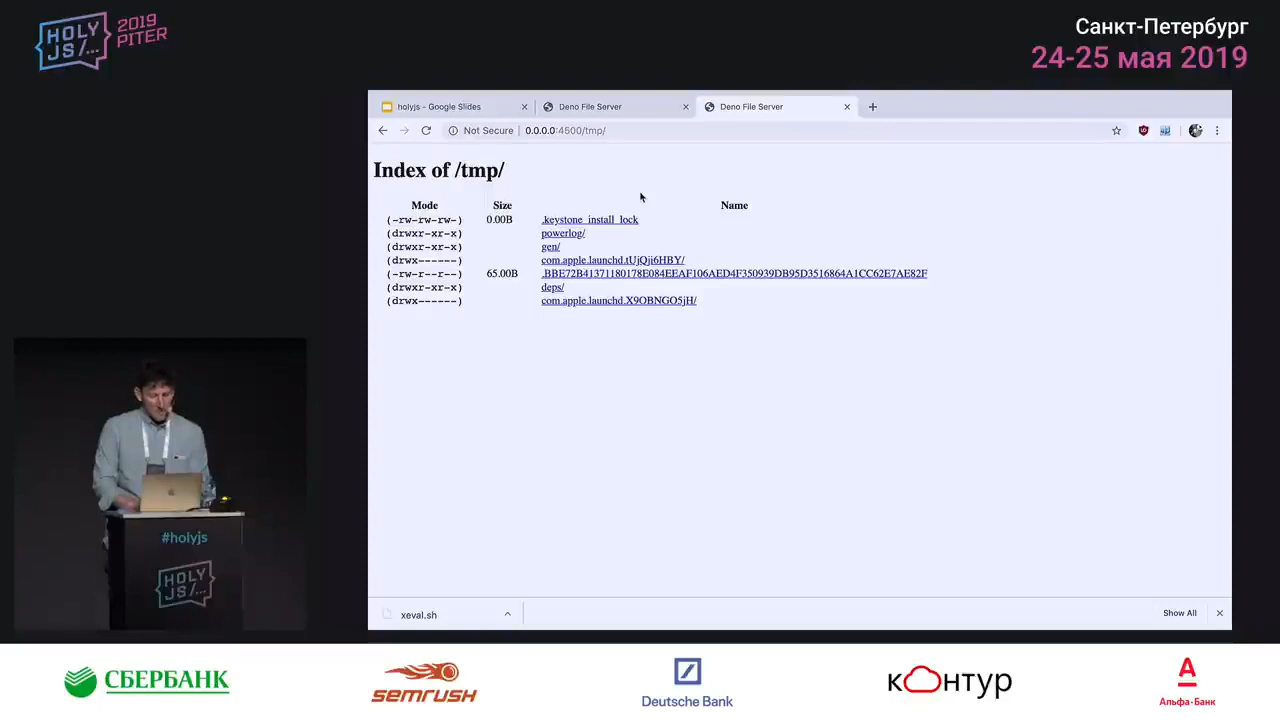 HOLY
JS/...
2019
PITER
Санкт-Петербург
24-25 мая 2019
holyjs - Google Slides
Deno File Server
Deno File Server
Not Secure | 0.0.0.0:4500/tmp/
Index of /tmp/
Mode Size Name
(-rw-rw-rw-) 0.00B .keystone_install_lock
(drwxr-xr-x) powerlog/
(drwxr-xr-x) gen/
(drwx------) com.apple.launchd.tUjQji6HBY/
(-rw-r--r--) 65.00B .BBE72B41371180178E084EEAF106AED4F350939DB95D3516864A1CC62E7AE82F
(drwxr-xr-x) deps/
(drwx------) com.apple.launchd.X9OBNGO5jH/
xeval.sh
Show All
#holyjs
HOLY
JS/...
СБЕРБАНК
semrush
Deutsche Bank
кОнтур
А
Альфа·Банк